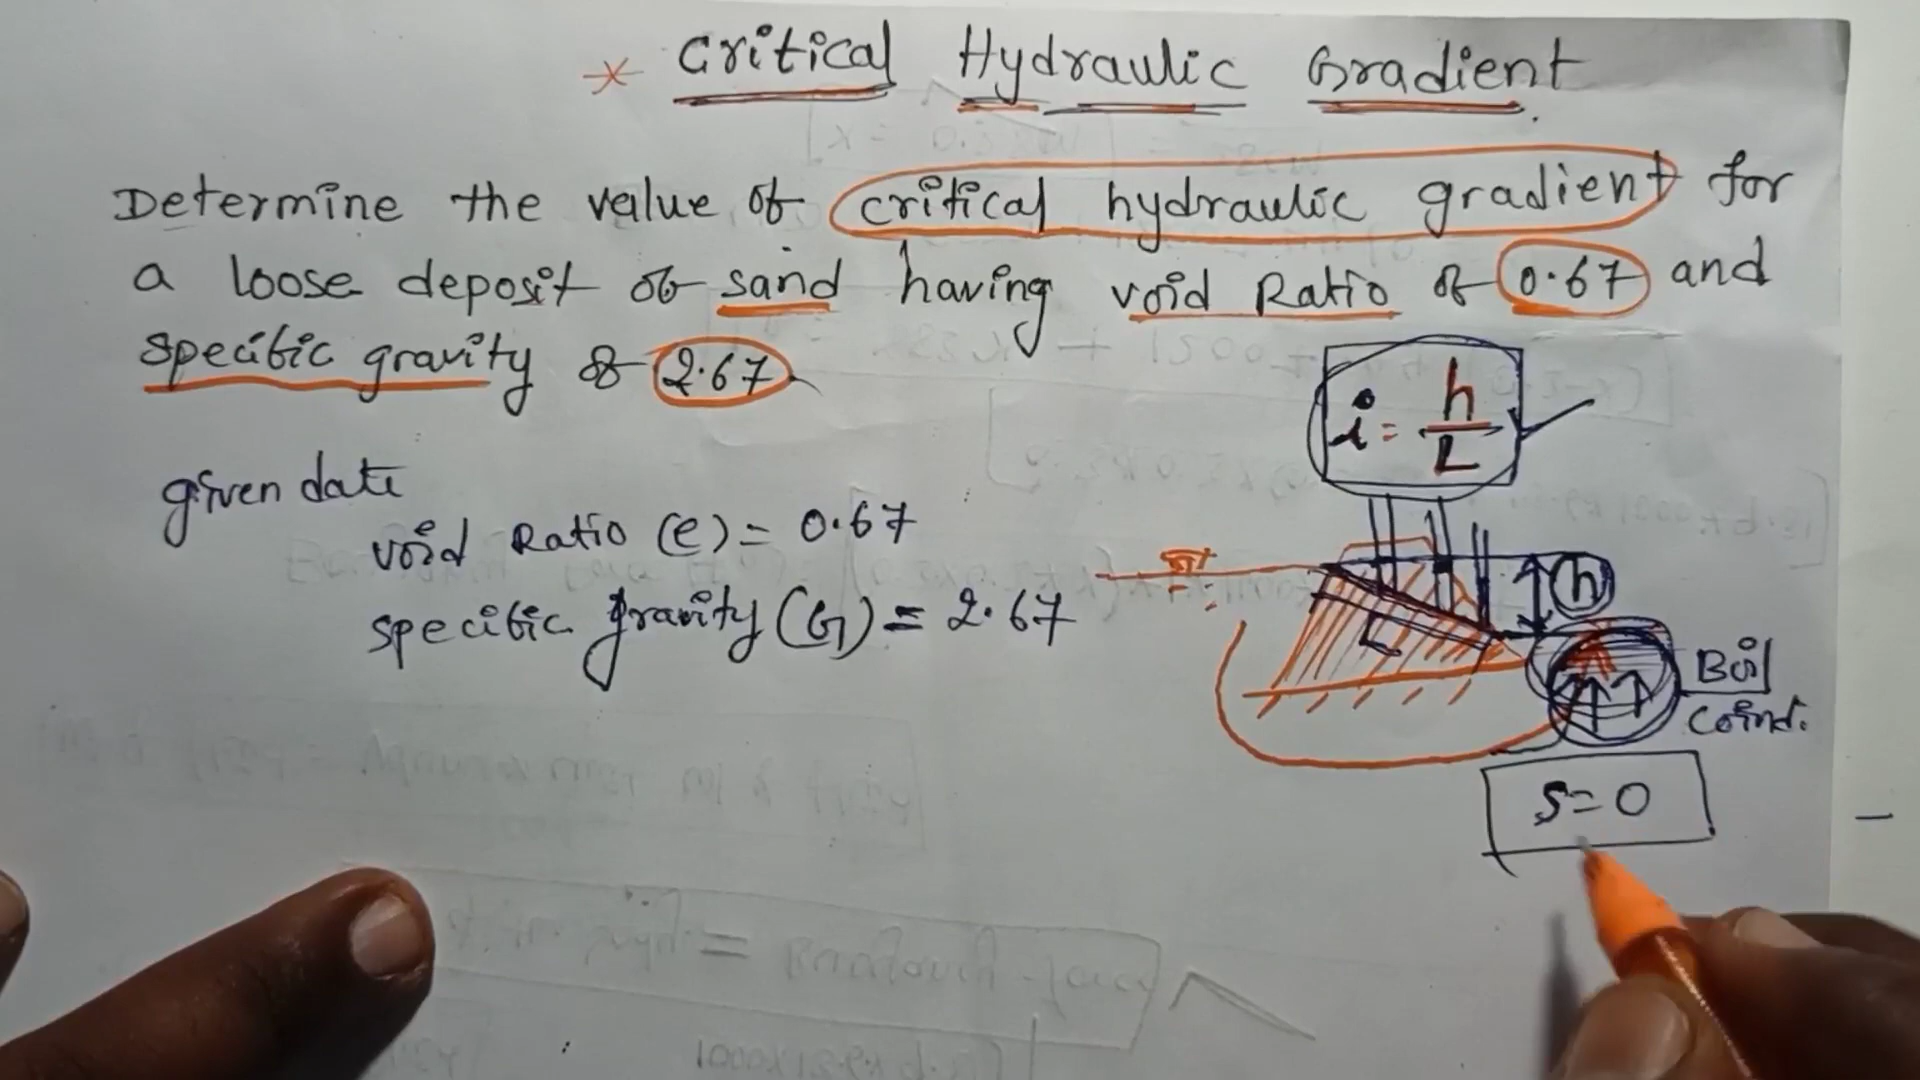 * Critical Hydraulic Gradient
Determine the value of critical hydraulic gradient for
a loose deposit of sand having void Ratio of 0.67 and
specific gravity of 2.67
i = h/L
given date
void Ratio (e) = 0.67
specific gravity (G) = 2.67
h
L
Boil
Coind.
S = 0